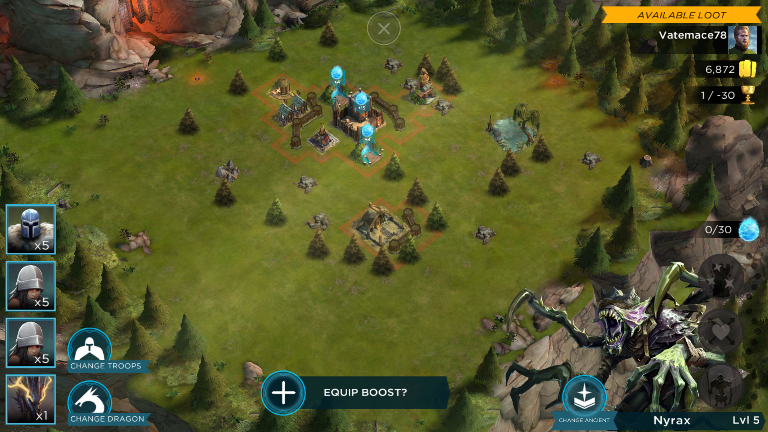 AVAILABLE LOOT
Vatemace78
6,872
1 / -30
0/30
x5
x5
x5
CHANGE TROOPS
x1
CHANGE DRAGON
EQUIP BOOST?
CHANGE ANCIENT
Nyrax Lvl 5